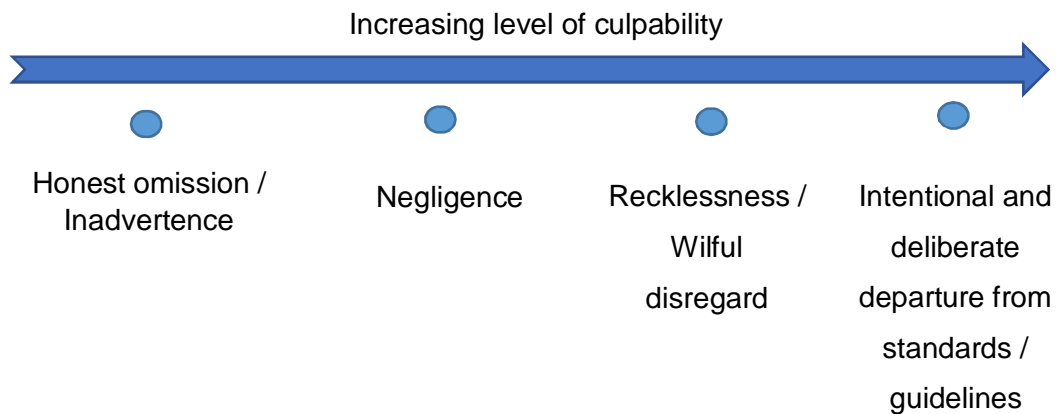 Increasing level of culpability
Honest omission /
Inadvertence
Negligence
Recklessness /
Wilful
disregard
Intentional and
deliberate
departure from
standards /
guidelines